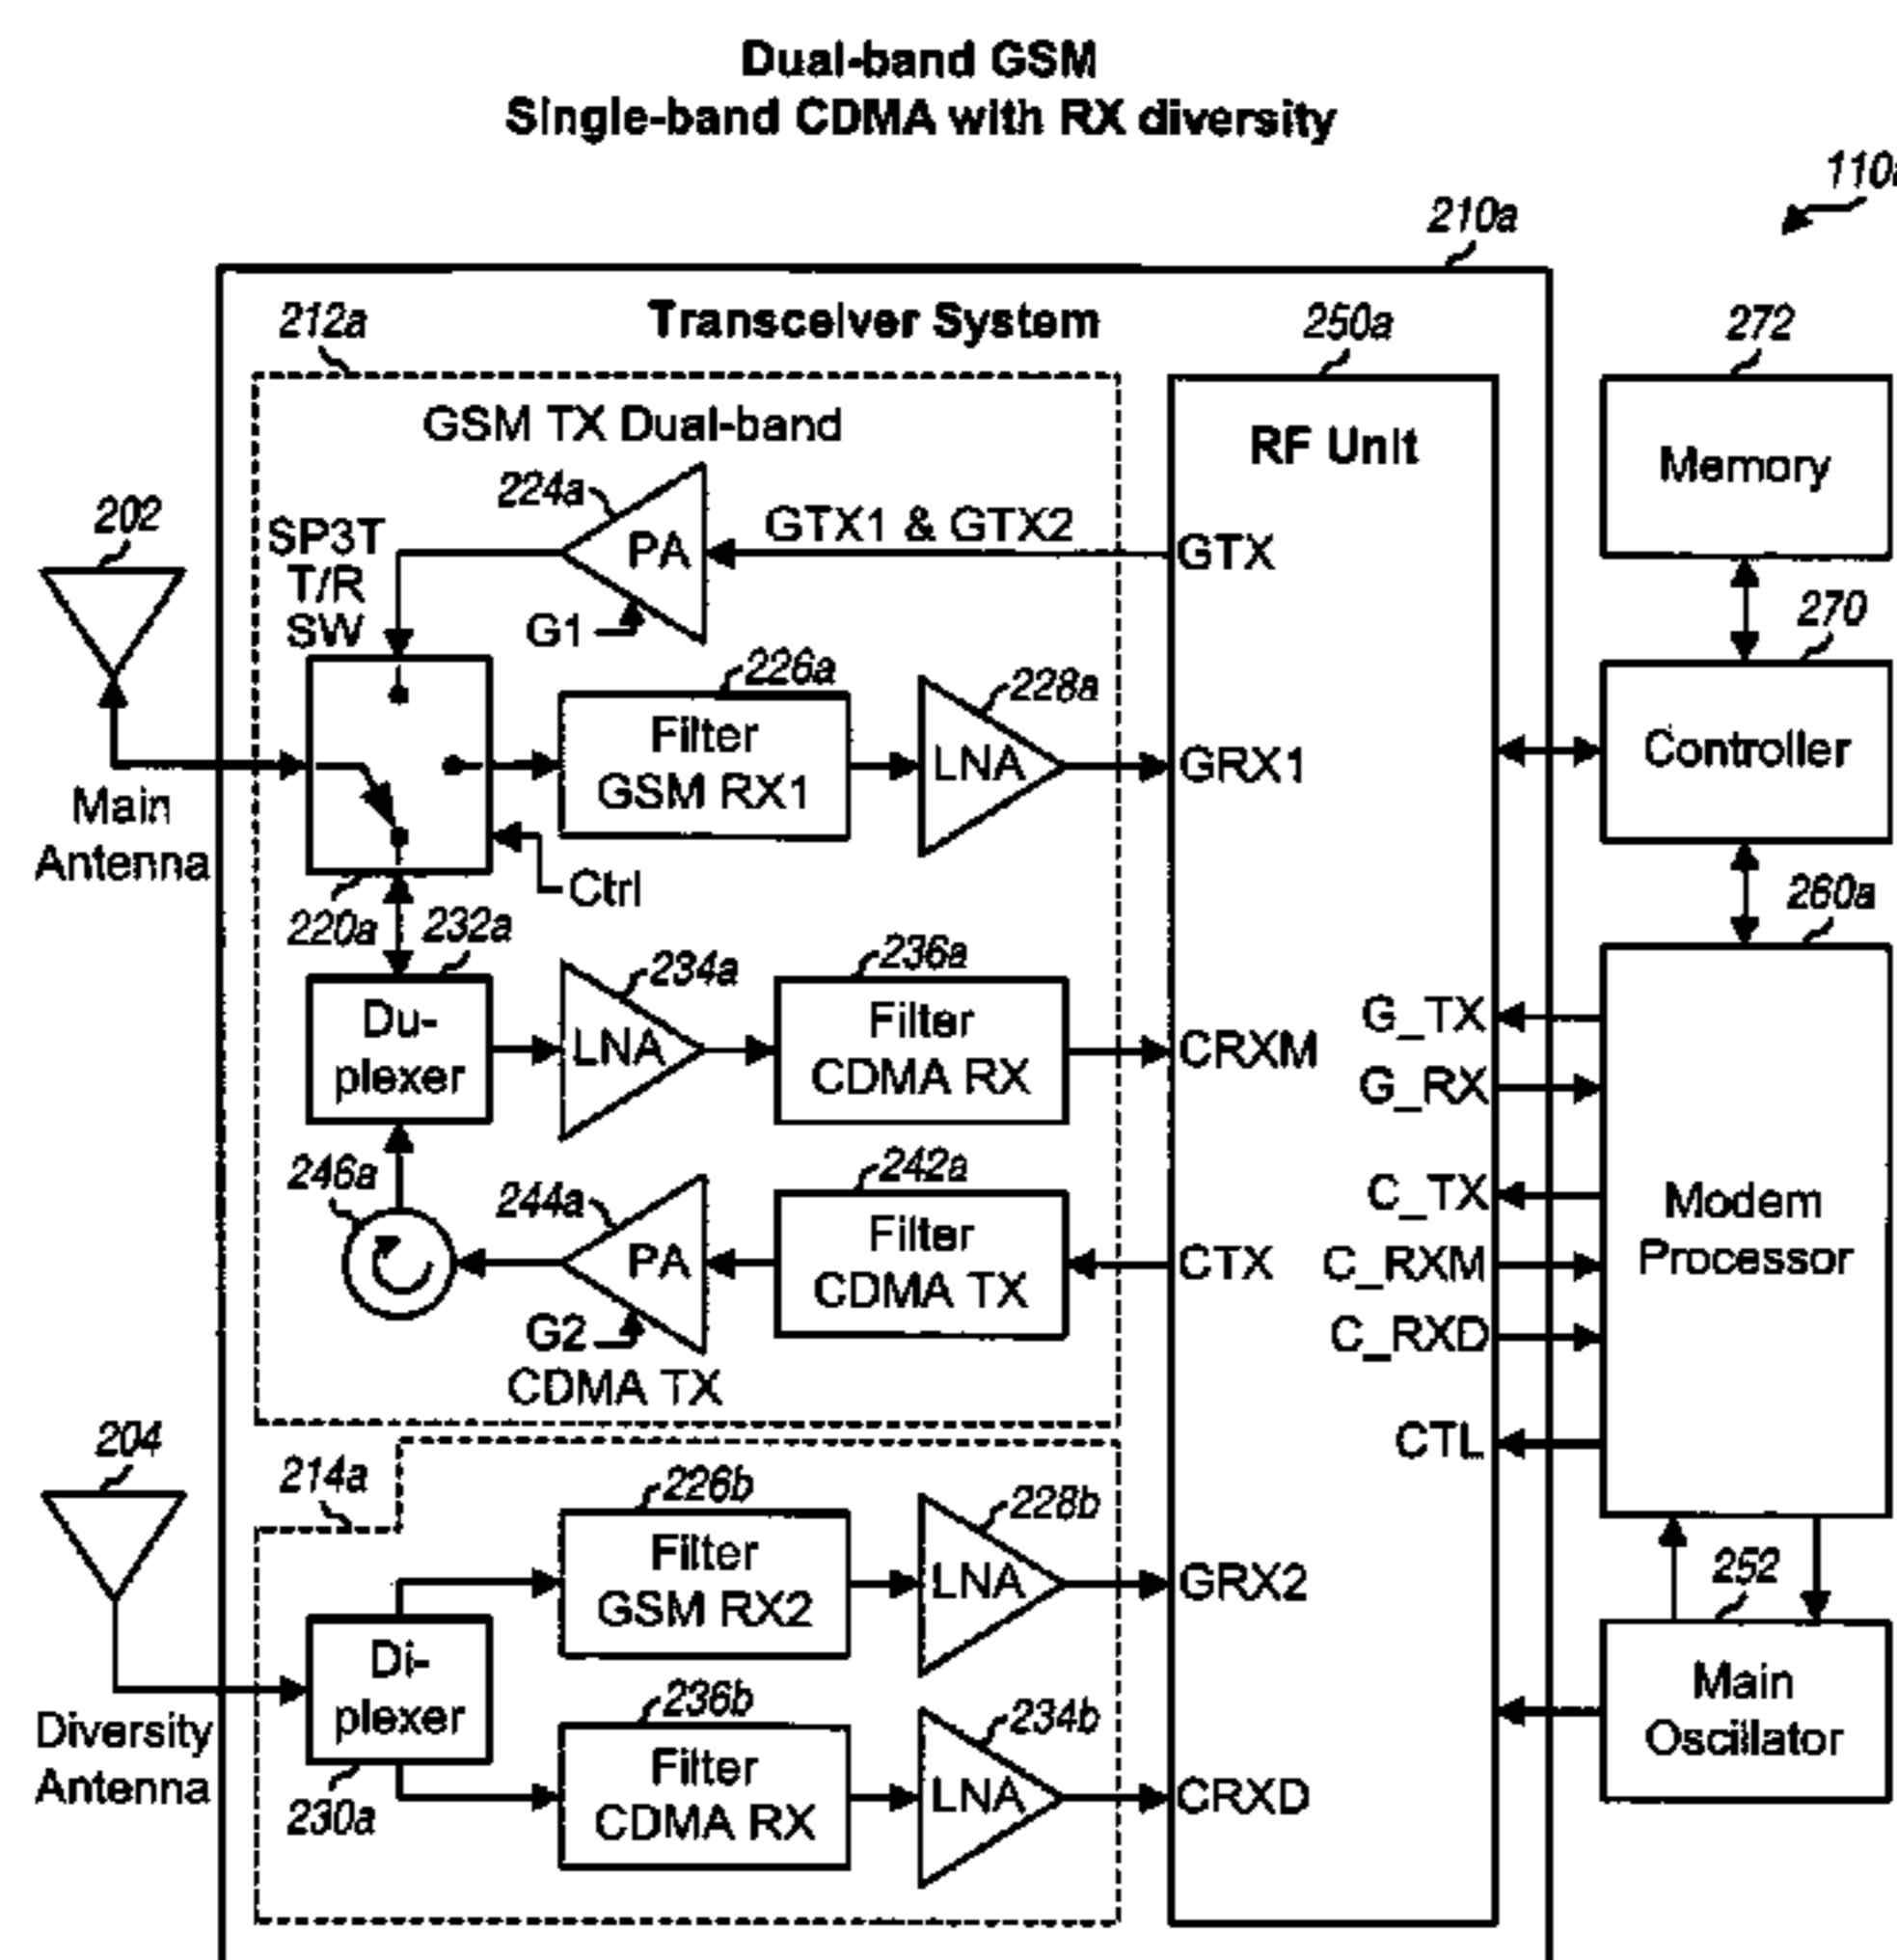 Dual-band GSM
Single-band CDMA with RX diversity
110a
210a
212a
Transceiver System
250a
272
GSM TX Dual-band
RF Unit
Memory
224a
202
SP3T
T/R
SW
PA
GTX1 & GTX2
GTX
G1
270
226a
228a
Filter
GSM RX1
LNA
GRX1
Controller
Main
Antenna
Ctrl
220a
232a
260a
234a
236a
Du-
plexer
LNA
Filter
CDMA RX
CRXM
G_TX
G_RX
246a
244a
242a
C_TX
Modem
Processor
PA
Filter
CDMA TX
CTX
C_RXM
G2
C_RXD
CDMA TX
204
214a
CTL
226b
228b
Filter
GSM RX2
LNA
GRX2
252
Di-
plexer
236b
234b
Main
Oscillator
Diversity
Antenna
230a
Filter
CDMA RX
LNA
CRXD